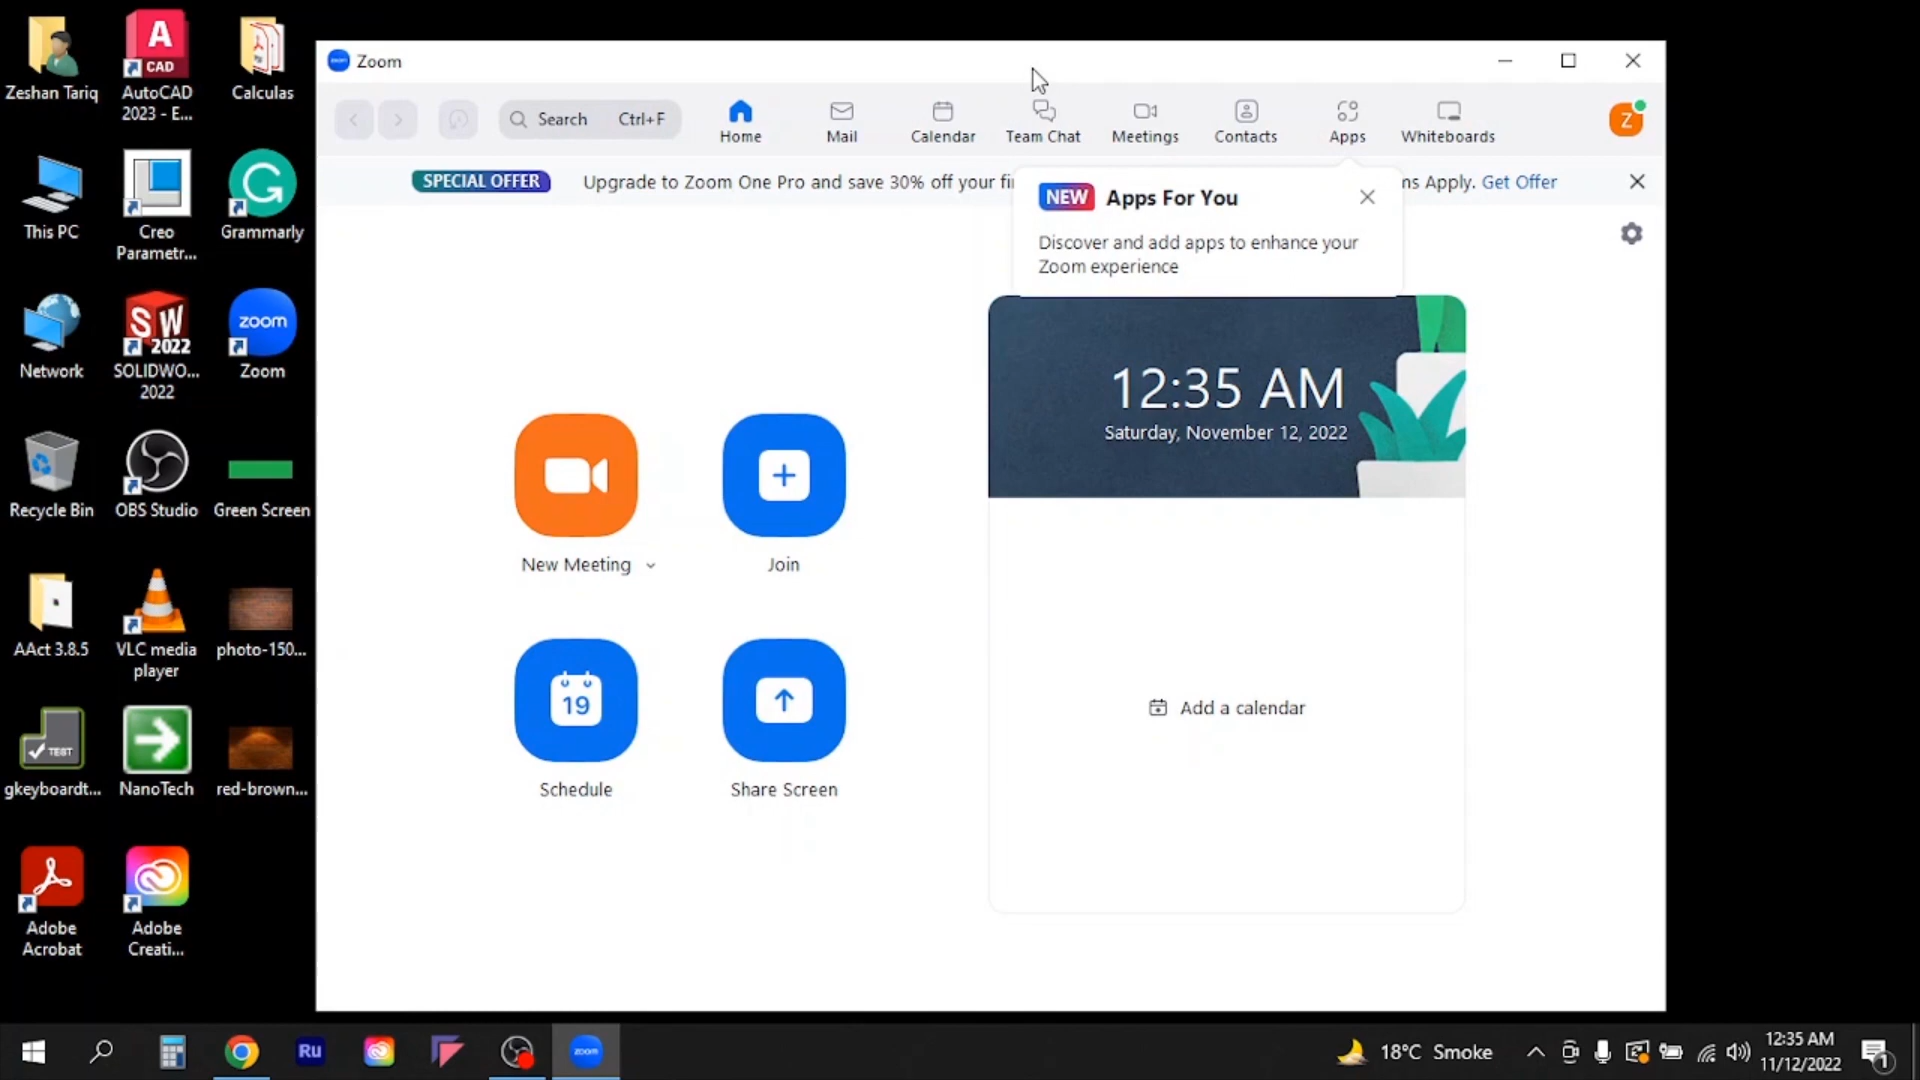 Zeshan Tariq
A
CAD
AutoCAD
2023 - E...
Calculas
This PC
Creo
Parametr...
Grammarly
Network
SW
2022
SOLIDWO...
2022
zoom
Zoom
Recycle Bin
OBS Studio
Green Screen
AAct 3.8.5
VLC media
player
photo-150...
TEST
gkeyboardt...
NanoTech
red-brown...
Adobe
Acrobat
Adobe
Creati...
Zoom
Search Ctrl+F
Home
Mail
Calendar
Team Chat
Meetings
Contacts
Apps
Whiteboards
Z
SPECIAL OFFER Upgrade to Zoom One Pro and save 30% off your fi
ns Apply. Get Offer
NEW Apps For You
Discover and add apps to enhance your
Zoom experience
12:35 AM
Saturday, November 12, 2022
New Meeting
Join
19
Schedule
Share Screen
Add a calendar
Ru
zoom
18°C Smoke
12:35 AM
11/12/2022
1